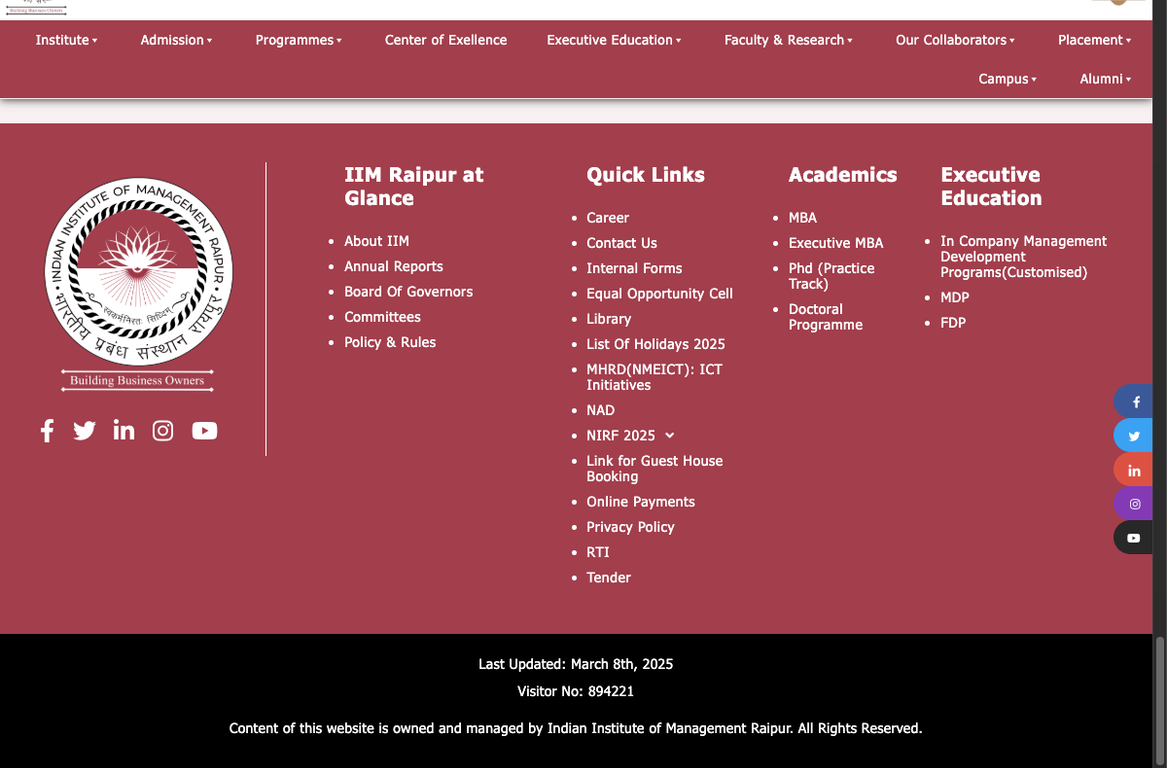 Building Business Owners
Institute
Admission
Programmes
Center of Exellence
Executive Education
Faculty & Research
Our Collaborators
Placement
Campus
Alumni
INDIAN INSTITUTE OF MANAGEMENT RAIPUR
स्वकर्मनिरतः सिद्धिम्
भारतीय प्रबंध संस्थान रायपुर
Building Business Owners
IIM Raipur at
Glance
About IIM
Annual Reports
Board Of Governors
Committees
Policy & Rules
Quick Links
Career
Contact Us
Internal Forms
Equal Opportunity Cell
Library
List Of Holidays 2025
MHRD(NMEICT): ICT
Initiatives
NAD
NIRF 2025
Link for Guest House
Booking
Online Payments
Privacy Policy
RTI
Tender
Academics
MBA
Executive MBA
Phd (Practice
Track)
Doctoral
Programme
Executive
Education
In Company Management
Development
Programs(Customised)
MDP
FDP
Last Updated: March 8th, 2025
Visitor No: 894221
Content of this website is owned and managed by Indian Institute of Management Raipur. All Rights Reserved.